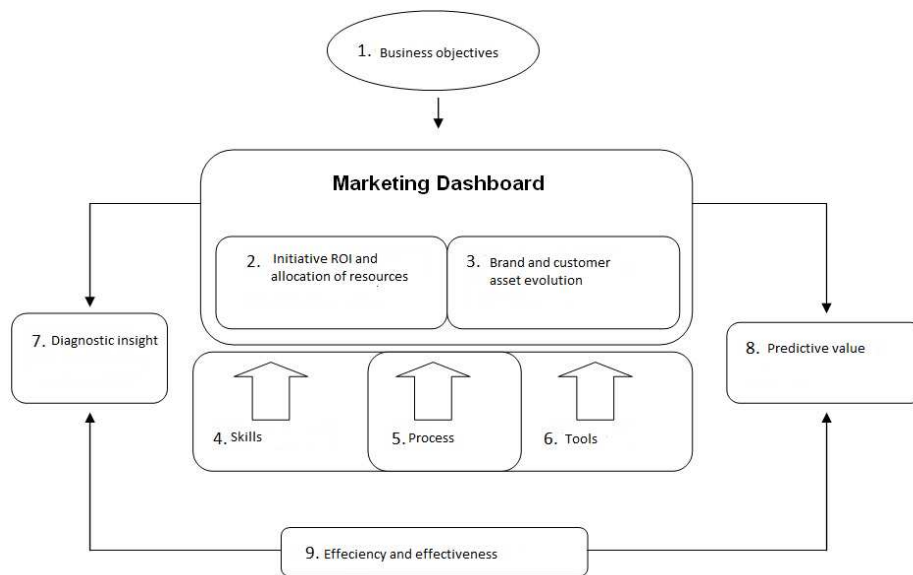 1. Business objectives
Marketing Dashboard
2. Initiative ROI and
allocation of resources
3. Brand and customer
asset evolution
7. Diagnostic insight
8. Predictive value
4. Skills
5. Process
6. Tools
9. Effeciency and effectiveness